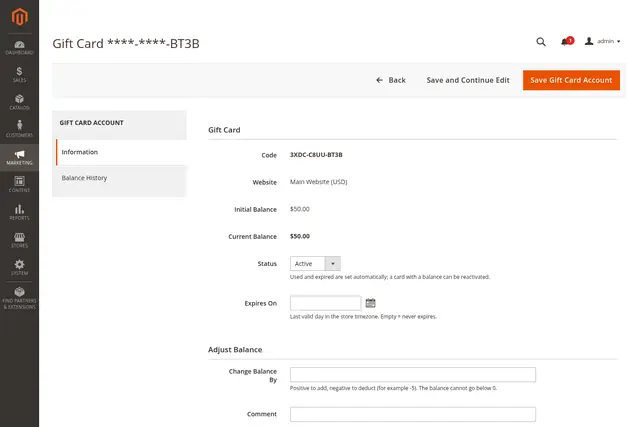 Gift Card ****-****-BT3B
1
admin
DASHBOARD
SALES
CATALOG
CUSTOMERS
MARKETING
CONTENT
REPORTS
STORES
SYSTEM
FIND PARTNERS
& EXTENSIONS
Back
Save and Continue Edit
Save Gift Card Account
GIFT CARD ACCOUNT
Information
Balance History
Gift Card
Code
3XDC-C8UU-BT3B
Website
Main Website (USD)
Initial Balance
$50.00
Current Balance
$50.00
Status
Active
Used and expired are set automatically; a card with a balance can be reactivated.
Expires On
Last valid day in the store timezone. Empty = never expires.
Adjust Balance
Change Balance
By
Positive to add, negative to deduct (for example -5). The balance cannot go below 0.
Comment